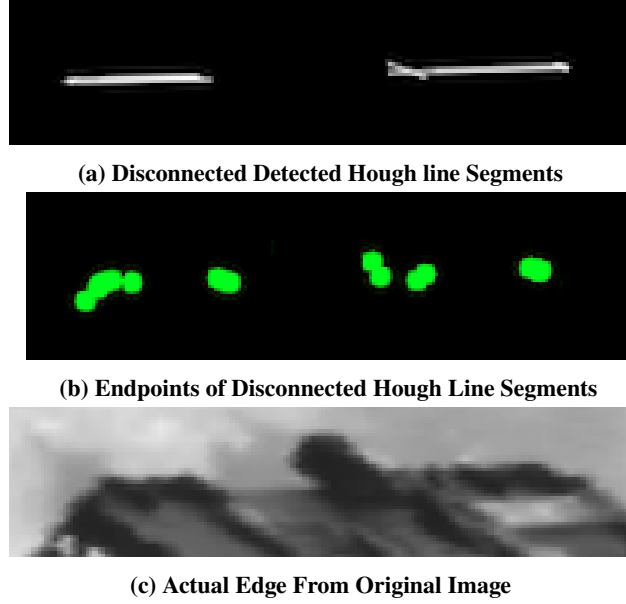 (a) Disconnected Detected Hough line Segments
(b) Endpoints of Disconnected Hough Line Segments
(c) Actual Edge From Original Image